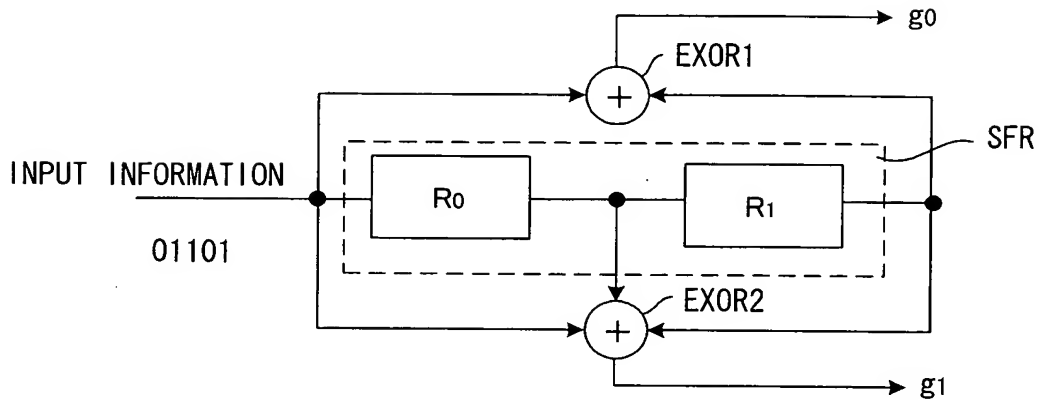 g0
EXOR1
SFR
INPUT INFORMATION
R0
R1
01101
EXOR2
g1